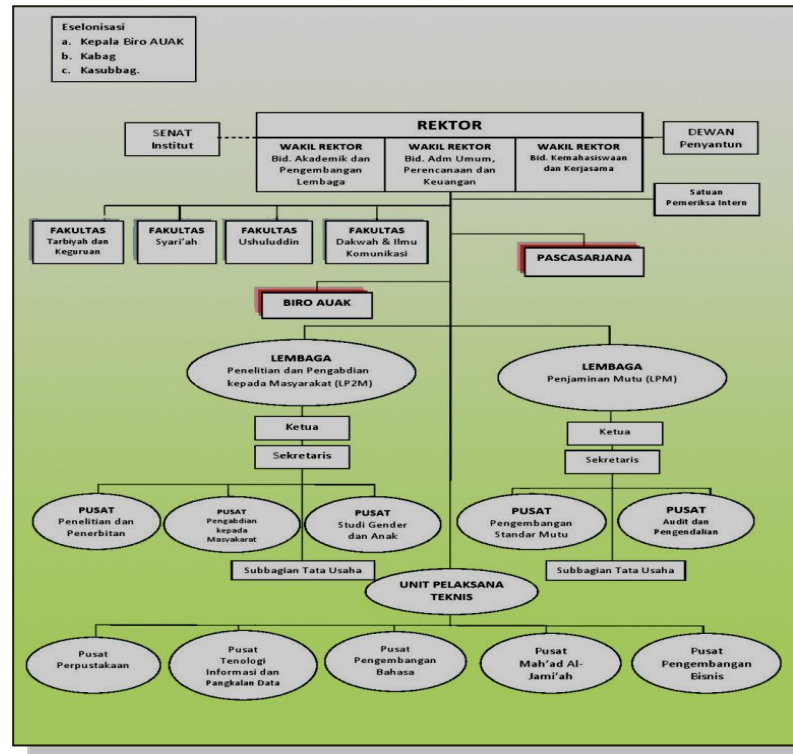 Eselonisasi
a. Kepala Biro AUAK
b. Kabag
c. Kasubbag.
REKTOR
SENAT
Institut
WAKIL REKTOR
Bid. Akademik dan
Pengembangan
Lembaga
WAKIL REKTOR
Bid. Adm Umum,
Perencanaan dan
Keuangan
WAKIL REKTOR
Bid. Kemahasiswaan
dan Kerjasama
DEWAN
Penyantun
Satuan
Pemeriksa Intern
FAKULTAS
Tarbiyah dan
Keguruan
FAKULTAS
Syari'ah
FAKULTAS
Ushuluddin
FAKULTAS
Dakwah & Ilmu
Komunikasi
PASCASARJANA
BIRO AUAK
LEMBAGA
Penelitian dan Pengabdian
kepada Masyarakat (LP2M)
LEMBAGA
Penjaminan Mutu (LPM)
Ketua
Sekretaris
Ketua
Sekretaris
PUSAT
Penelitian dan
Penerbitan
PUSAT
Pengabdian
kepada
Masyakarat
PUSAT
Studi Gender
dan Anak
PUSAT
Pengembangan
Standar Mutu
PUSAT
Audit dan
Pengendalian
Subbagian Tata Usaha
Subbagian Tata Usaha
UNIT PELAKSANA
TEKNIS
Pusat
Perpustakaan
Pusat
Tenologi
Informasi dan
Pangkalan Data
Pusat
Pengembangan
Bahasa
Pusat
Mah'ad Al-
Jami'ah
Pusat
Pengembangan
Bisnis